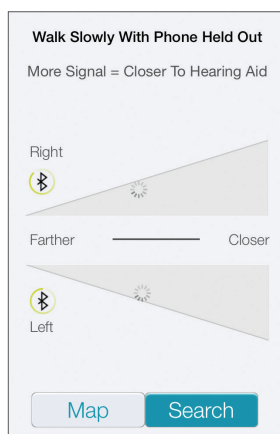 Walk Slowly With Phone Held Out
More Signal = Closer To Hearing Aid
Right
Farther Closer
Left
Map Search